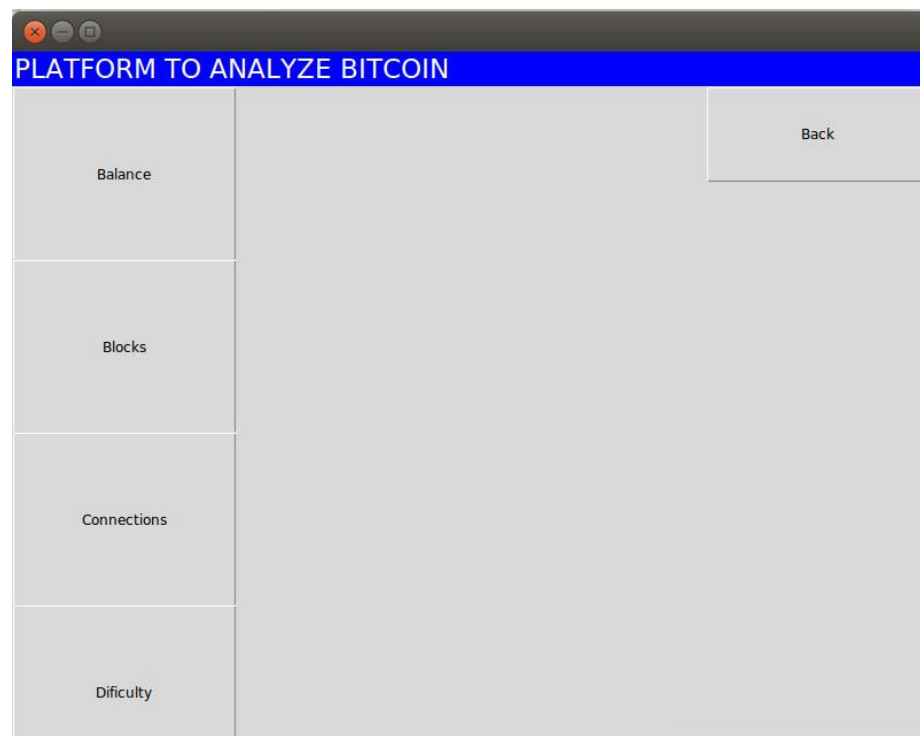 PLATFORM TO ANALYZE BITCOIN
Back
Balance
Blocks
Connections
Dificulty